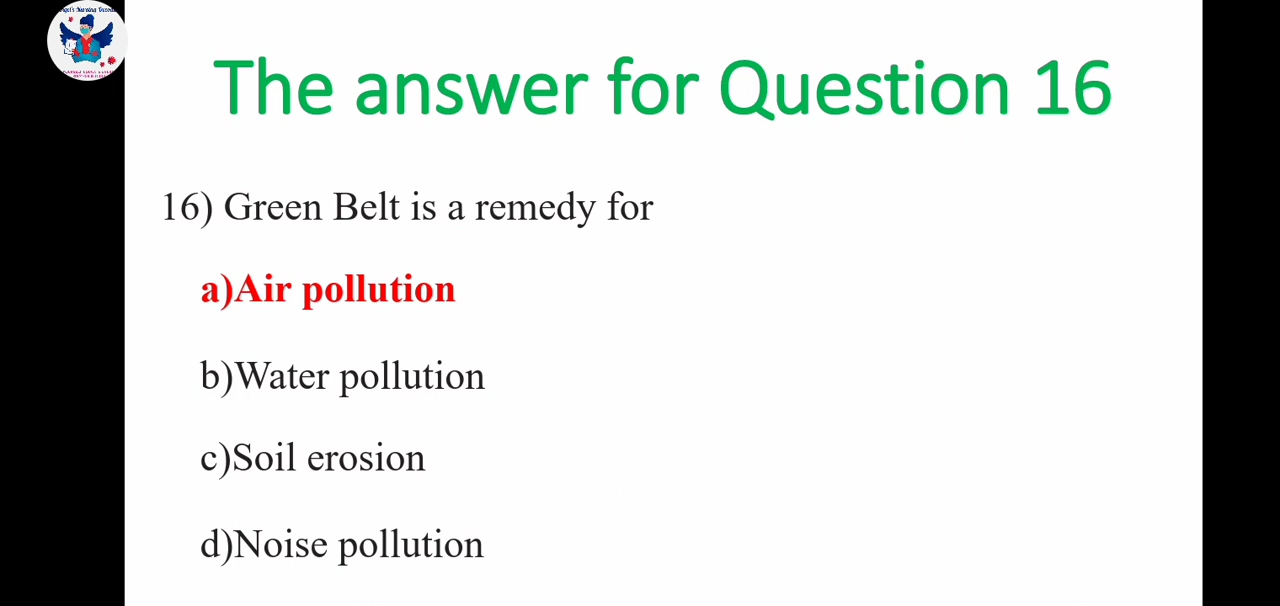 The answer for Question 16
16) Green Belt is a remedy for
a)Air pollution
b)Water pollution
c)Soil erosion
d)Noise pollution